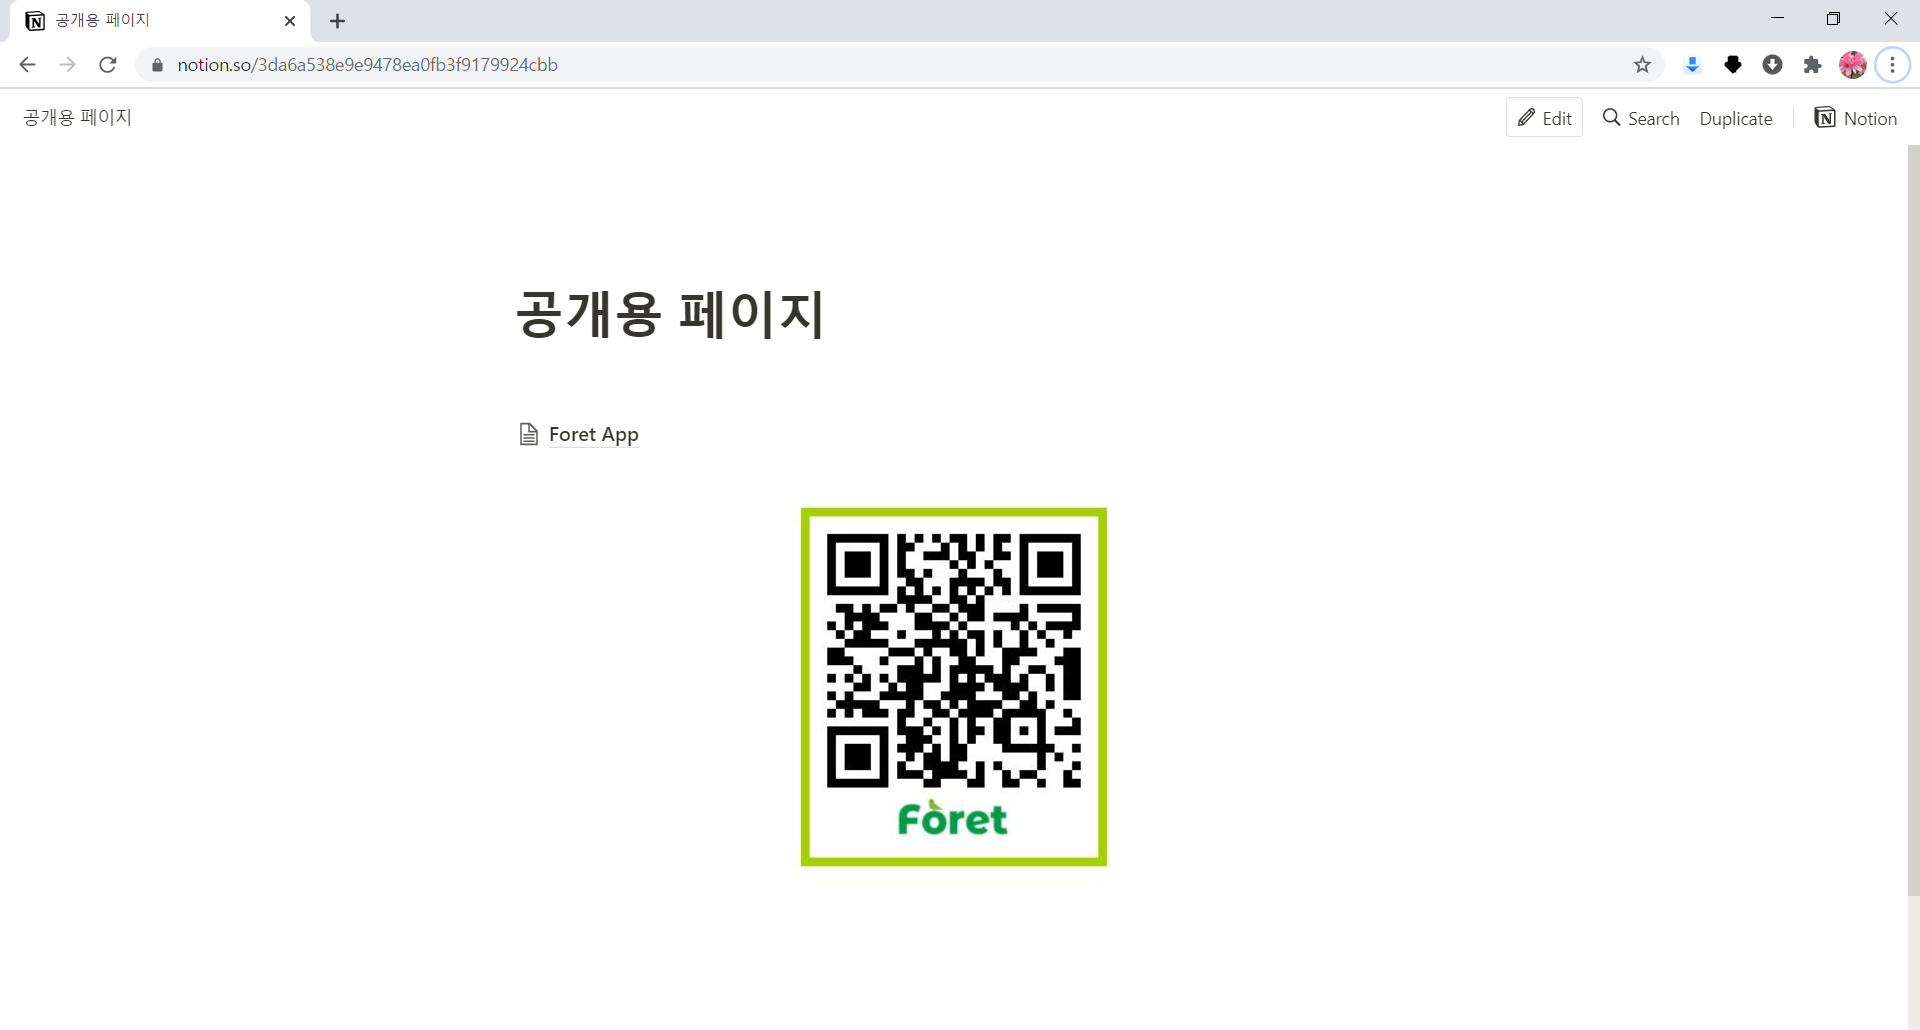 공개용 페이지
notion.so/3da6a538e9e9478ea0fb3f9179924cbb
공개용 페이지
Edit
Search
Duplicate
Notion
공개용 페이지
Foret App
Foret